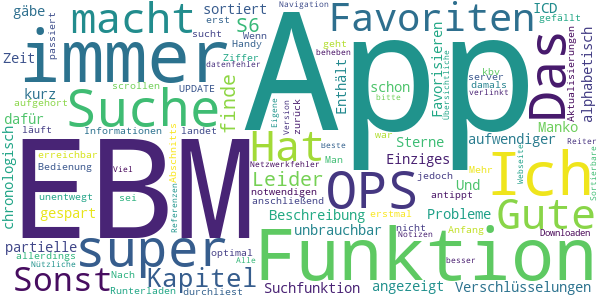 Navigation
besser
macht
sortiert
erst
App
Favoriten
ICD
gefällt
passiert
immer
sucht
S6
Wenn
Handy
Ziffer
datenfehler
geht
beheben
Enthält
Favorisieren
Übersichtliche
kbv
server
damals
verlinkt
Das
Aktualisierungen
alphabetisch
Zeit
kurz
scrollen
UPDATE
aufgehort
Suche
finde
Eigene
Version
zurück
schon
bitte
dafür
Informationen
landet
Sterne
aufwendiger
Manko
Reiter
läuft
chronologisch
EBM
Abschnitts
Hat
war
Netzwerkfehler
Beste
Man
Einziges
Ich
Webseite
Sortierbare
erreichbar
Bedienung
Viel
Leider
OPS
jedoch
Und
Mehr
unentwegt
sei
Referenzen
notwendigen
anschließend
antippt
Gute
gespart
Beschreibung
erstmal
Probleme
partielle
super
unbrauchbar
nicht
Notizen
Anfang
Downloaden
allerdings
Nützliche
optimal
Alle
Funktion
Sonst
Kapitel
Nach
Runterladen
durchliest
Suchfunktion
angezeigt
Verschlüsselungen